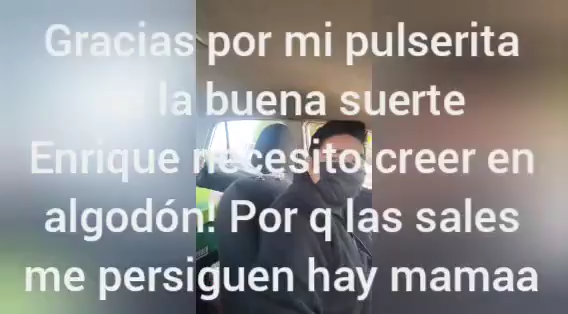 Gracias por mi pulserita
la buena suerte
Enrique necesito creer en
algodón! Por q las sales
me persiguen hay mamaa